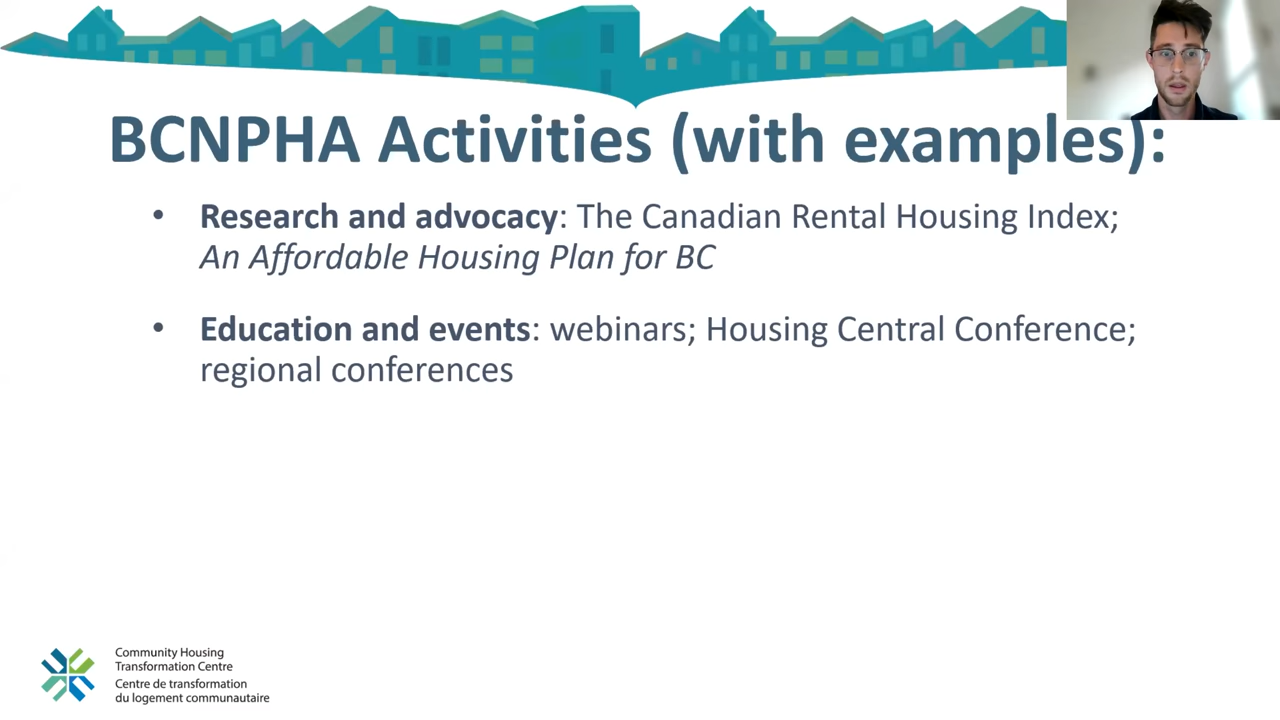 BCNPHA Activities (with examples):
• Research and advocacy: The Canadian Rental Housing Index;
An Affordable Housing Plan for BC
• Education and events: webinars; Housing Central Conference;
regional conferences
Community Housing
Transformation Centre
Centre de transformation
du logement communautaire